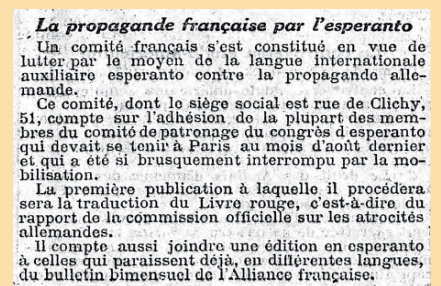 La propagande française par l'esperanto
Un comité français s'est constitué en vue de
lutter par le moyen de la langue internationale
auxiliaire esperanto contre la propagande alle-
mande.
Ce comité, dont le siège social est rue de Clichy,
51, compte sur l'adhésion de la plupart des mem-
bres du comité de patronage du congrès d'esperanto
qui devait se tenir à Paris au mois d'août dernier
et qui a été si brusquement interrompu par la mo-
bilisation.
La première publication à laquelle il procédera
sera la traduction du Livre rouge, c'est-à-dire du
rapport de la commission officielle sur les atrocités
allemandes.
Il compte aussi joindre une édition en esperanto
à celles qui paraissent déjà, en différentes langues,
du bulletin bimensuel de l'Alliance française.